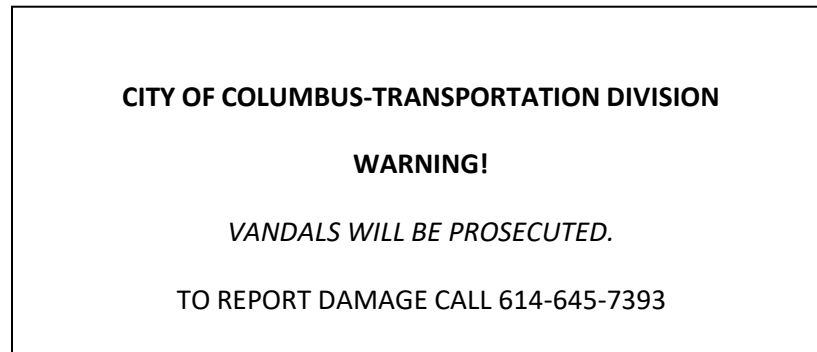 CITY OF COLUMBUS-TRANSPORTATION DIVISION
WARNING!
VANDALS WILL BE PROSECUTED.
TO REPORT DAMAGE CALL 614-645-7393